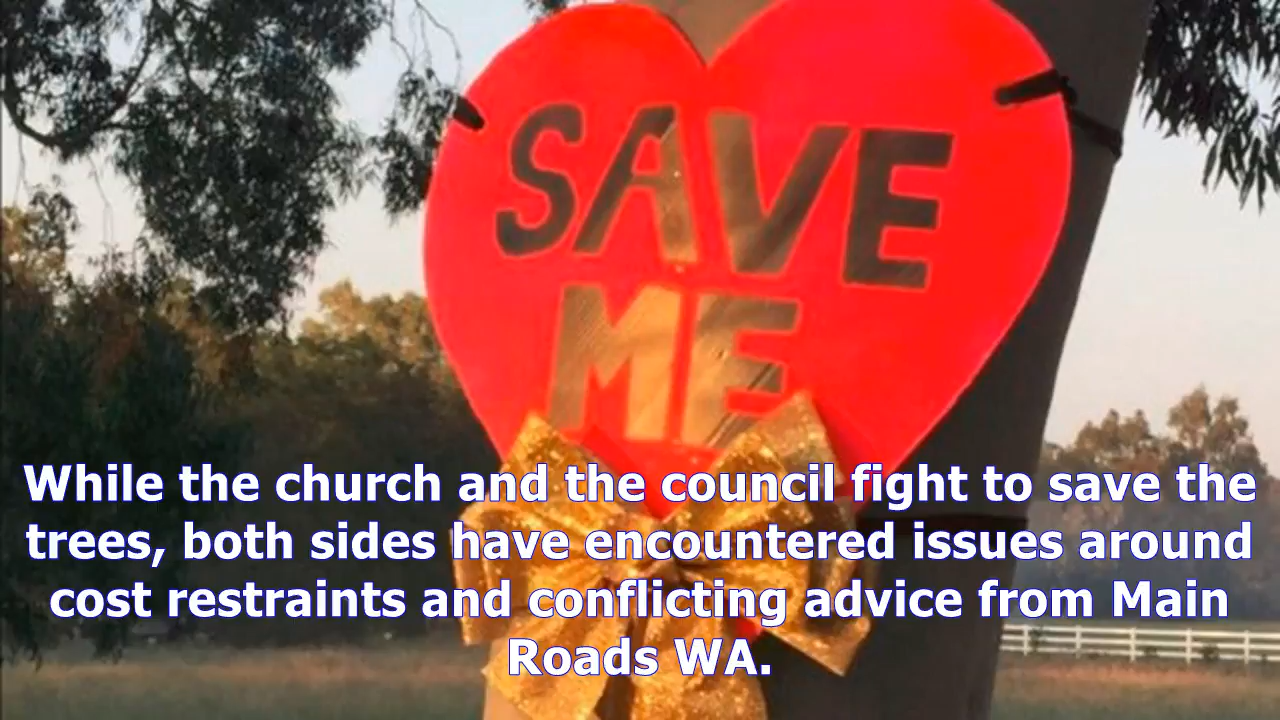 SAVE
ME
While the church and the council fight to save the
trees, both sides have encountered issues around
cost restraints and conflicting advice from Main
Roads WA.